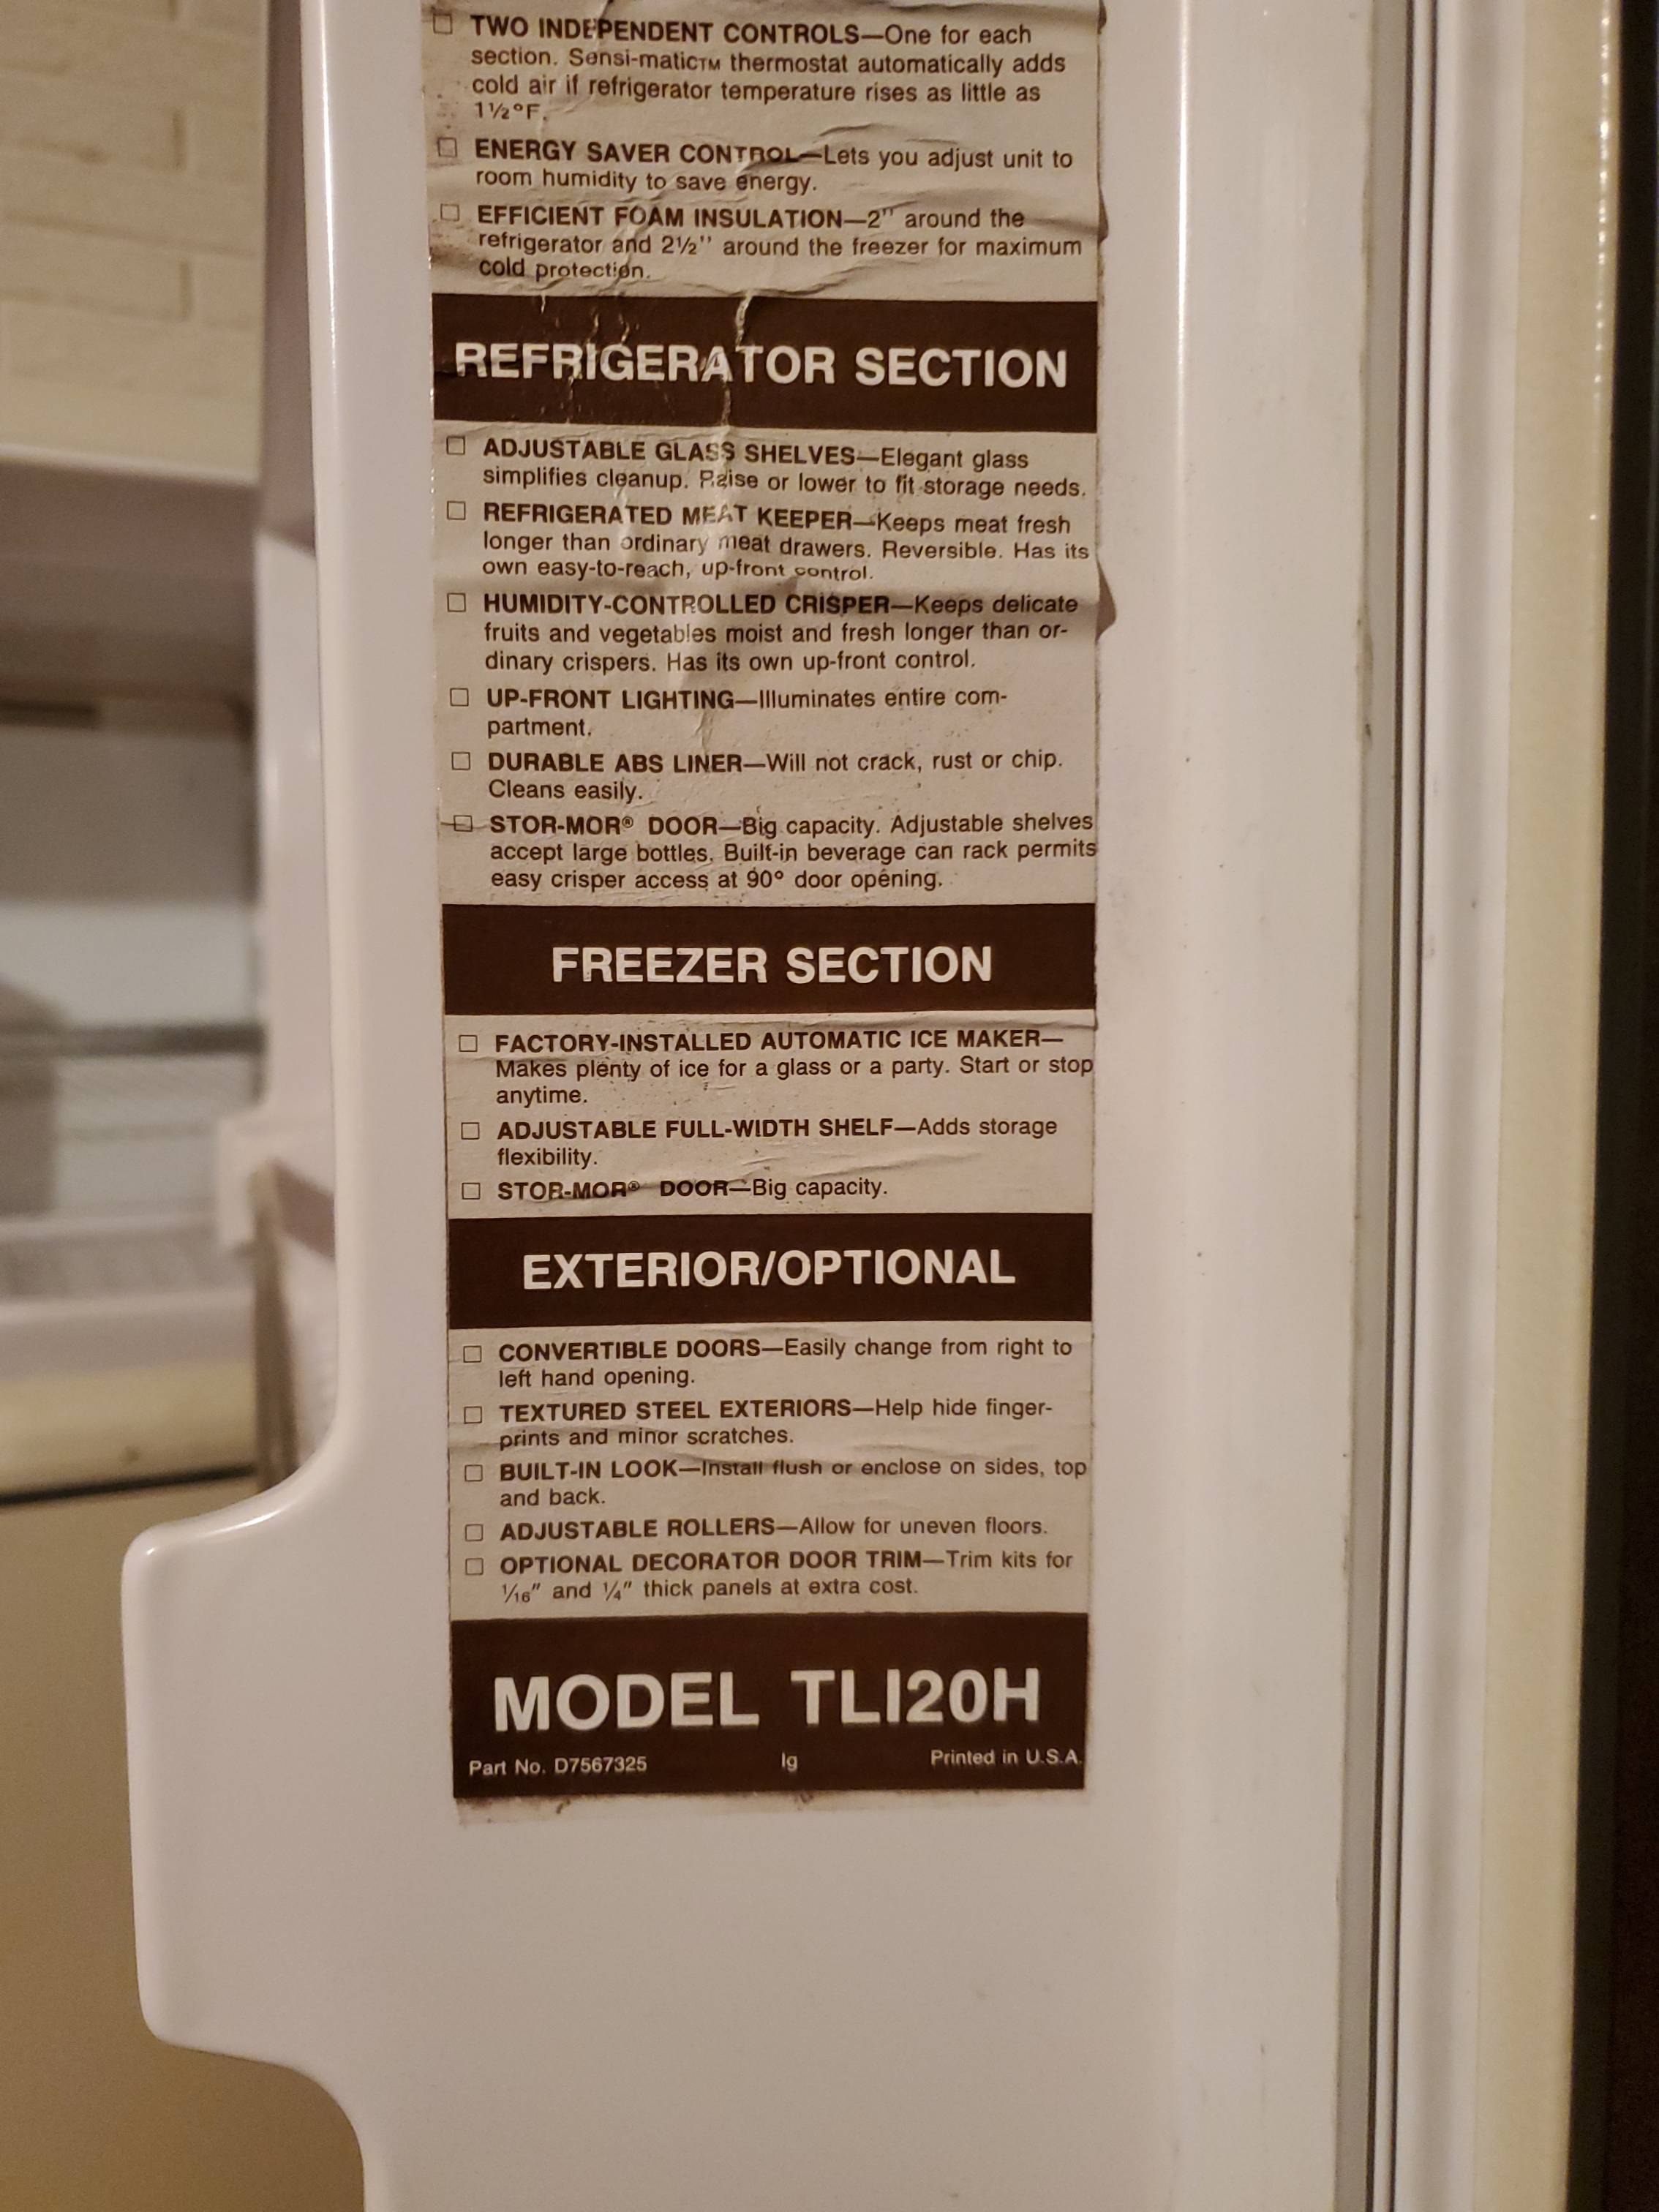 ☐ TWO INDEPENDENT CONTROLS—One for each
section. Sensi-matic™ thermostat automatically adds
cold air if refrigerator temperature rises as little as
1½°F.
☐ ENERGY SAVER CONTROL—Lets you adjust unit to
room humidity to save energy.
☐ EFFICIENT FOAM INSULATION—2'' around the
refrigerator and 2½'' around the freezer for maximum
cold protection.
REFRIGERATOR SECTION
☐ ADJUSTABLE GLASS SHELVES—Elegant glass
simplifies cleanup. Raise or lower to fit storage needs.
☐ REFRIGERATED MEAT KEEPER—Keeps meat fresh
longer than ordinary meat drawers. Reversible. Has its
own easy-to-reach, up-front control.
☐ HUMIDITY-CONTROLLED CRISPER—Keeps delicate
fruits and vegetables moist and fresh longer than or-
dinary crispers. Has its own up-front control.
☐ UP-FRONT LIGHTING—Illuminates entire com-
partment.
☐ DURABLE ABS LINER—Will not crack, rust or chip.
Cleans easily.
☐ STOR-MOR® DOOR—Big capacity. Adjustable shelves
accept large bottles. Built-in beverage can rack permits
easy crisper access at 90° door opening.
FREEZER SECTION
☐ FACTORY-INSTALLED AUTOMATIC ICE MAKER—
Makes plenty of ice for a glass or a party. Start or stop
anytime.
☐ ADJUSTABLE FULL-WIDTH SHELF—Adds storage
flexibility.
☐ STOR-MOR® DOOR—Big capacity.
EXTERIOR/OPTIONAL
☐ CONVERTIBLE DOORS—Easily change from right to
left hand opening.
☐ TEXTURED STEEL EXTERIORS—Help hide finger-
prints and minor scratches.
☐ BUILT-IN LOOK—Install flush or enclose on sides, top
and back.
☐ ADJUSTABLE ROLLERS—Allow for uneven floors.
☐ OPTIONAL DECORATOR DOOR TRIM—Trim kits for
1/16" and 1/4" thick panels at extra cost.
MODEL TLI20H
Part No. D7567325 lg Printed in U.S.A.